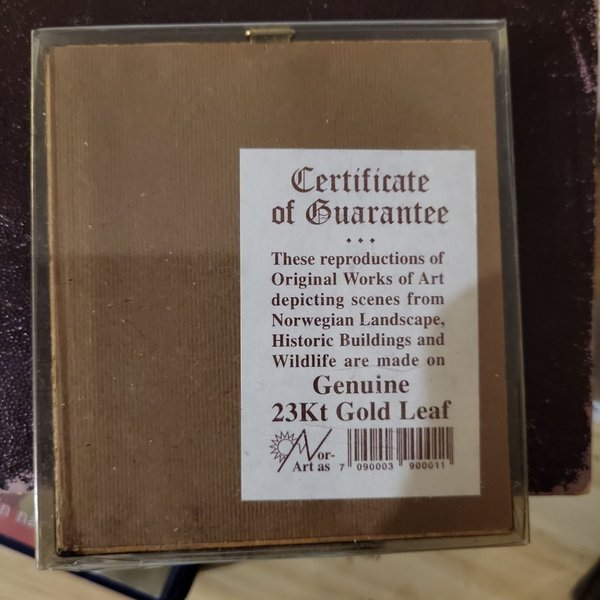 Certificate
of Guarantee
• • •
These reproductions of
Original Works of Art
depicting scenes from
Norwegian Landscape,
Historic Buildings and
Wildlife are made on
Genuine
23Kt Gold Leaf
Nor-
Art as
7 090003 900011